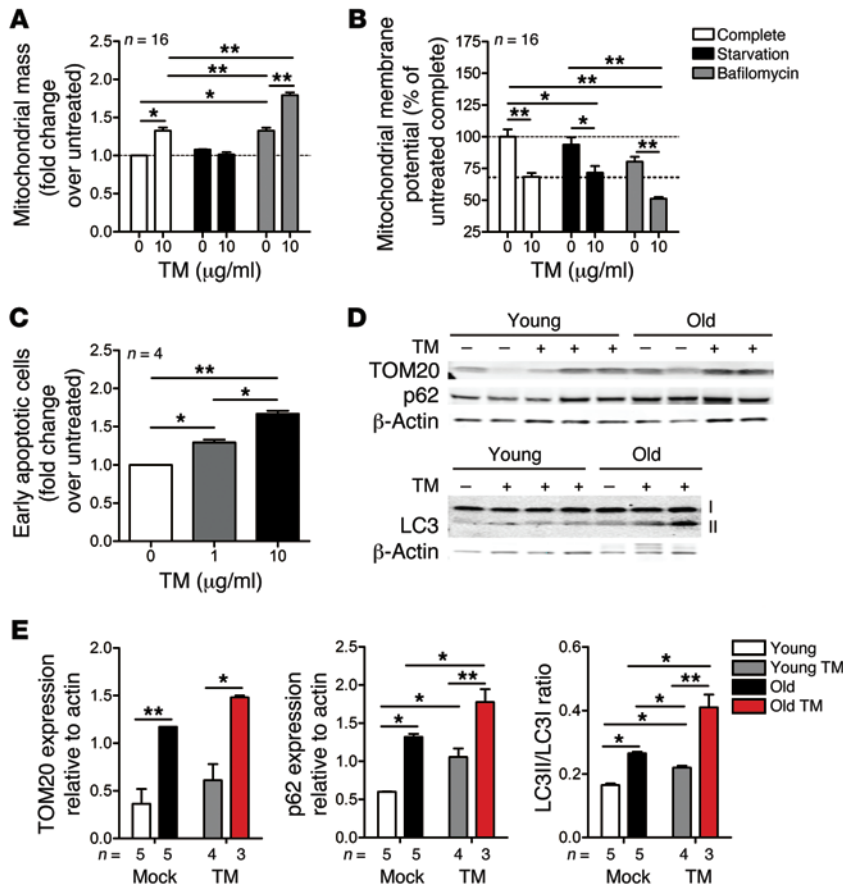 A
n = 16
Mitochondrial mass
(fold change
over untreated)
2.5
2.0
1.5
1.0
0.5
0.0
*
*
**
**
**
0 10 0 10 0 10
TM (μg/ml)
B
n = 16
Mitochondrial membrane
potential (% of
untreated complete)
175
150
125
100
75
50
25
**
**
*
**
*
**
0 10 0 10 0 10
TM (μg/ml)
Complete
Starvation
Bafilomycin
C
n = 4
Early apoptotic cells
(fold change
over untreated)
2.5
2.0
1.5
1.0
0.5
0.0
**
*
*
0 1 10
TM (μg/ml)
D
Young Old
TM – – + + + – – + +
TOM20
p62
β-Actin
Young Old
TM – + + + – + +
LC3
I
II
β-Actin
E
TOM20 expression
relative to actin
2.0
1.5
1.0
0.5
0.0
**
*
n = 5 5 4 3
Mock TM
p62 expression
relative to actin
2.5
2.0
1.5
1.0
0.5
0.0
*
*
**
*
5 5 4 3
Mock TM
LC3II/LC3I ratio
0.6
0.4
0.2
0.0
*
**
*
*
*
5 5 4 3
Mock TM
Young
Young TM
Old
Old TM